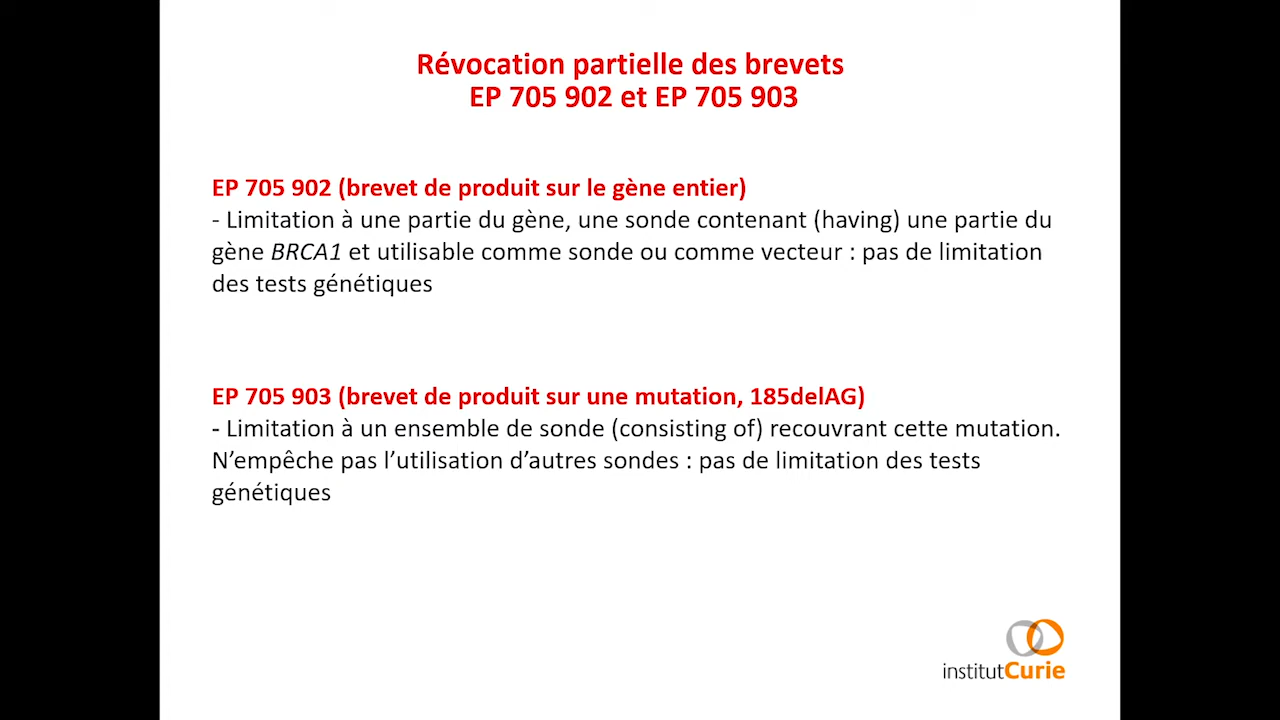 Révocation partielle des brevets
EP 705 902 et EP 705 903
EP 705 902 (brevet de produit sur le gène entier)
- Limitation à une partie du gène, une sonde contenant (having) une partie du
gène BRCA1 et utilisable comme sonde ou comme vecteur : pas de limitation
des tests génétiques
EP 705 903 (brevet de produit sur une mutation, 185delAG)
- Limitation à un ensemble de sonde (consisting of) recouvrant cette mutation.
N’empêche pas l’utilisation d’autres sondes : pas de limitation des tests
génétiques
institutCurie